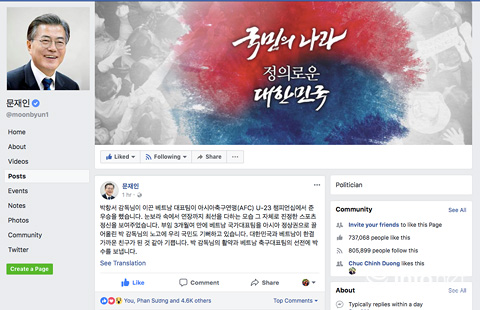 국민의 나라
정의로운
대한민국
문재인
@moonbyun1
Home
About
Videos
Posts
Events
Notes
Photos
Twitter
Community
Create a Page
Liked
Following
Share
문재인
1 hr
박항서 감독님이 이끈 베트남 대표팀이 아시아축구연맹(AFC) U-23 챔피언십에서 준
우승을 했습니다. 눈보라 속에서 연장까지 최선을 다하는 모습 그 자체로 진정한 스포츠
정신을 보여주었습니다. 부임 3개월여 만에 베트남 국가대표팀을 아시아 정상권으로 끌
어올린 박 감독님의 노고에 우리 국민도 기뻐하고 있습니다. 대한민국과 베트남이 한결
가까운 친구가 된 것 같아 기쁩니다. 박 감독님의 활약과 베트남 축구대표팀의 선전에 박
수를 보냅니다.
See Translation
Like
Comment
Share
You, Phan Sương and 4.6K others
Top Comments
Politician
Community
See All
Invite your friends to like this Page
737,068 people like this
805,899 people follow this
Chuc Chinh Duong likes this
About
See All
Typically replies within a day